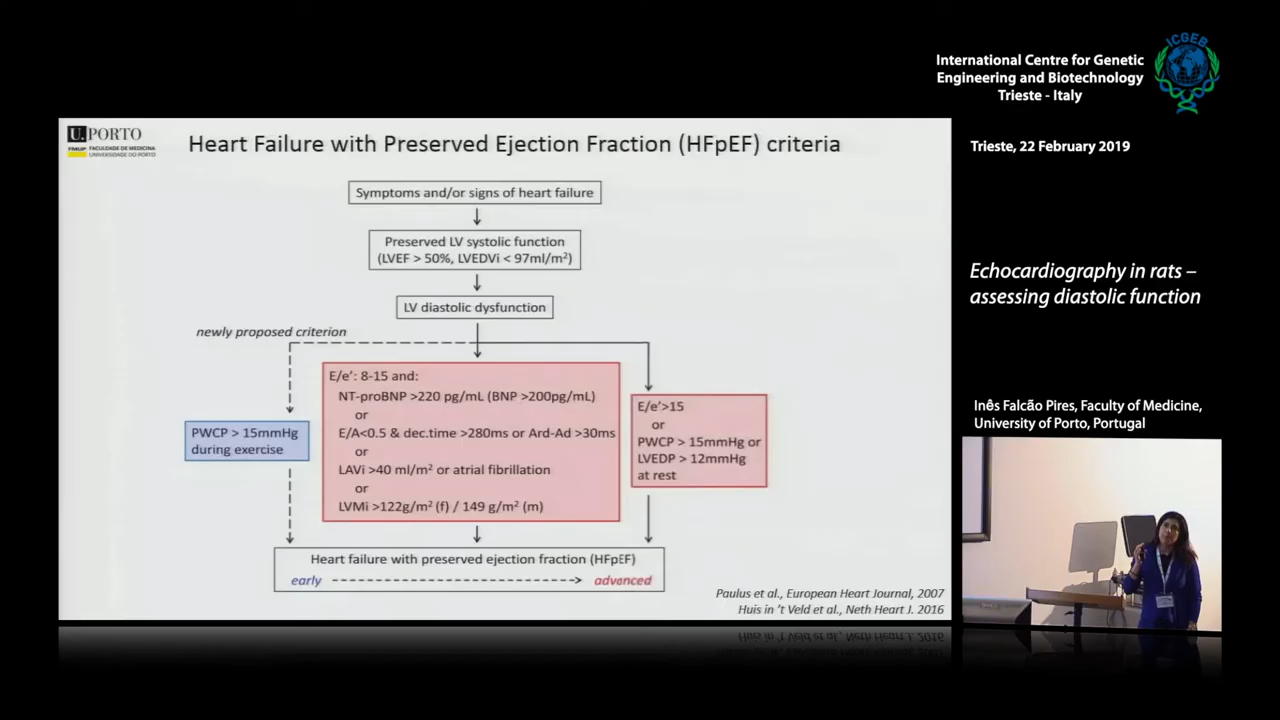 ICGEB
International Centre for Genetic
Engineering and Biotechnology
Trieste - Italy
Trieste, 22 February 2019
Echocardiography in rats –
assessing diastolic function
Inês Falcão Pires, Faculty of Medicine,
University of Porto, Portugal
U. PORTO
FMUP FACULDADE DE MEDICINA
UNIVERSIDADE DO PORTO
Heart Failure with Preserved Ejection Fraction (HFpEF) criteria
Symptoms and/or signs of heart failure
Preserved LV systolic function
(LVEF > 50%, LVEDVi < 97ml/m²)
LV diastolic dysfunction
newly proposed criterion
PWCP > 15mmHg
during exercise
E/e’: 8-15 and:
NT-proBNP >220 pg/mL (BNP >200pg/mL)
or
E/A<0.5 & dec.time >280ms or Ard-Ad >30ms
or
LAVi >40 ml/m² or atrial fibrillation
or
LVMi >122g/m² (f) / 149 g/m² (m)
E/e’>15
or
PWCP > 15mmHg or
LVEDP > 12mmHg
at rest
Heart failure with preserved ejection fraction (HFpEF)
early advanced
Paulus et al., European Heart Journal, 2007
Huis in ’t Veld et al., Neth Heart J. 2016